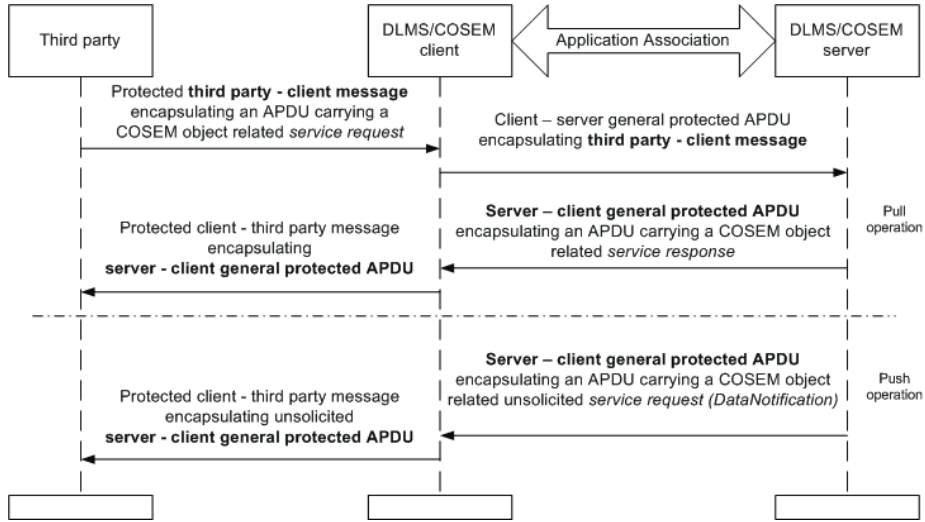 Third party
DLMS/COSEM
client
Application Association
DLMS/COSEM
server
Protected third party - client message
encapsulating an APDU carrying a
COSEM object related service request
Client – server general protected APDU
encapsulating third party - client message
Server – client general protected APDU
encapsulating an APDU carrying a COSEM object
related service response
Pull
operation
Protected client - third party message
encapsulating
server - client general protected APDU
Server – client general protected APDU
encapsulating an APDU carrying a COSEM object
related unsolicited service request (DataNotification)
Push
operation
Protected client - third party message
encapsulating unsolicited
server - client general protected APDU